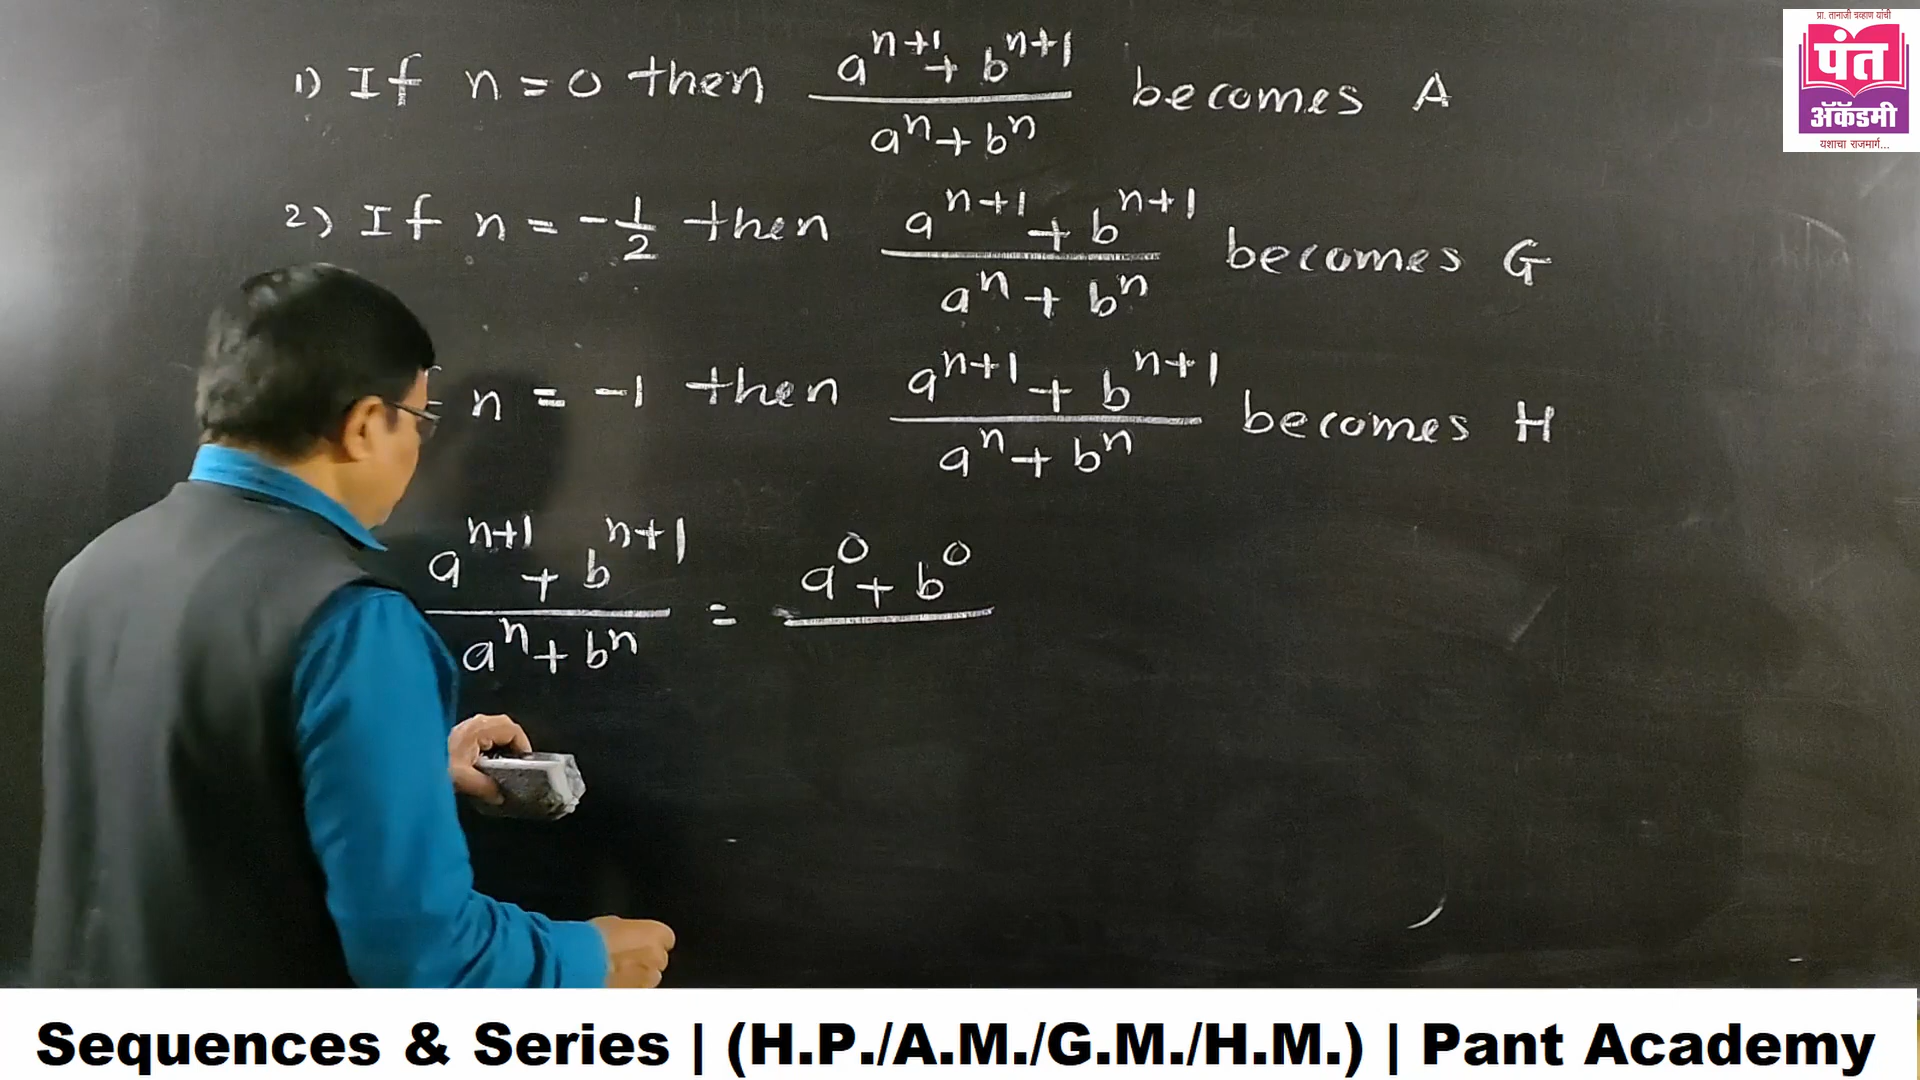 प्रा. तानाजी चव्हाण यांची
पंत
ॲकॅडमी
यशाचा राजमार्ग...
1) If n = 0 then (a^(n+1) + b^(n+1)) / (a^n + b^n) becomes A
2) If n = -1/2 then (a^(n+1) + b^(n+1)) / (a^n + b^n) becomes G
n = -1 then (a^(n+1) + b^(n+1)) / (a^n + b^n) becomes H
(a^(n+1) + b^(n+1)) / (a^n + b^n) = a^0 + b^0
Sequences & Series | (H.P./A.M./G.M./H.M.) | Pant Academy